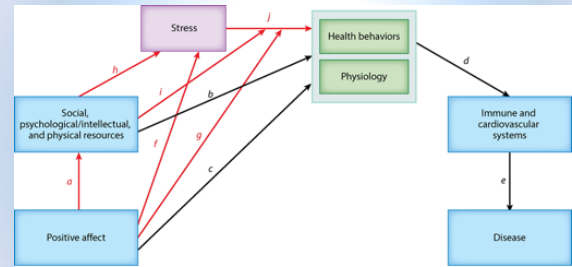 j
Stress
Health behaviors
h
d
Physiology
i
b
Social,
psychological/intellectual,
and physical resources
Immune and
cardiovascular
systems
f
g
c
a
e
Positive affect
Disease